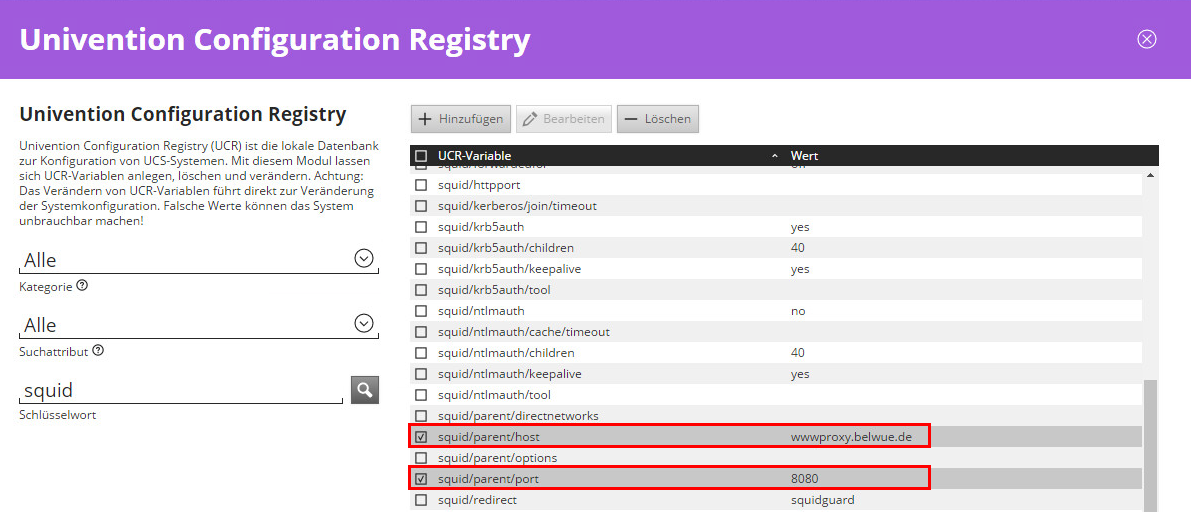 Univention Configuration Registry
Univention Configuration Registry
Univention Configuration Registry (UCR) ist die lokale Datenbank
zur Konfiguration von UCS-Systemen. Mit diesem Modul lassen
sich UCR-Variablen anlegen, löschen und verändern. Achtung:
Das Verändern von UCR-Variablen führt direkt zur Veränderung
der Systemkonfiguration. Falsche Werte können das System
unbrauchbar machen!
Alle
Kategorie
Alle
Suchattribut
squid
Schlüsselwort
Hinzufügen Bearbeiten Löschen
UCR-Variable Wert
squid/httpport
squid/kerberos/join/timeout
squid/krb5auth yes
squid/krb5auth/children 40
squid/krb5auth/keepalive yes
squid/krb5auth/tool
squid/ntlmauth no
squid/ntlmauth/cache/timeout
squid/ntlmauth/children 40
squid/ntlmauth/keepalive yes
squid/ntlmauth/tool
squid/parent/directnetworks
squid/parent/host wwwproxy.belwue.de
squid/parent/options
squid/parent/port 8080
squid/redirect squidguard